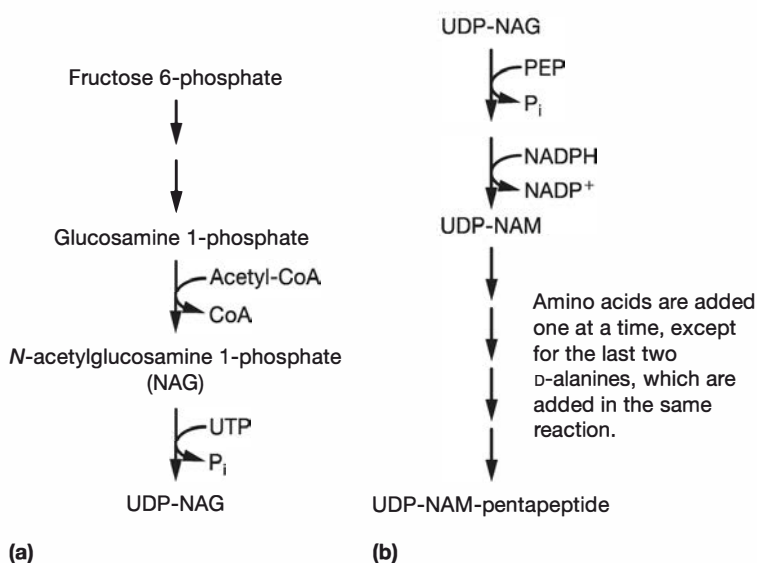 Fructose 6-phosphate
Glucosamine 1-phosphate
Acetyl-CoA
CoA
N-acetylglucosamine 1-phosphate
(NAG)
UTP
Pi
UDP-NAG
(a)
UDP-NAG
PEP
Pi
NADPH
NADP+
UDP-NAM
Amino acids are added
one at a time, except
for the last two
D-alanines, which are
added in the same
reaction.
UDP-NAM-pentapeptide
(b)